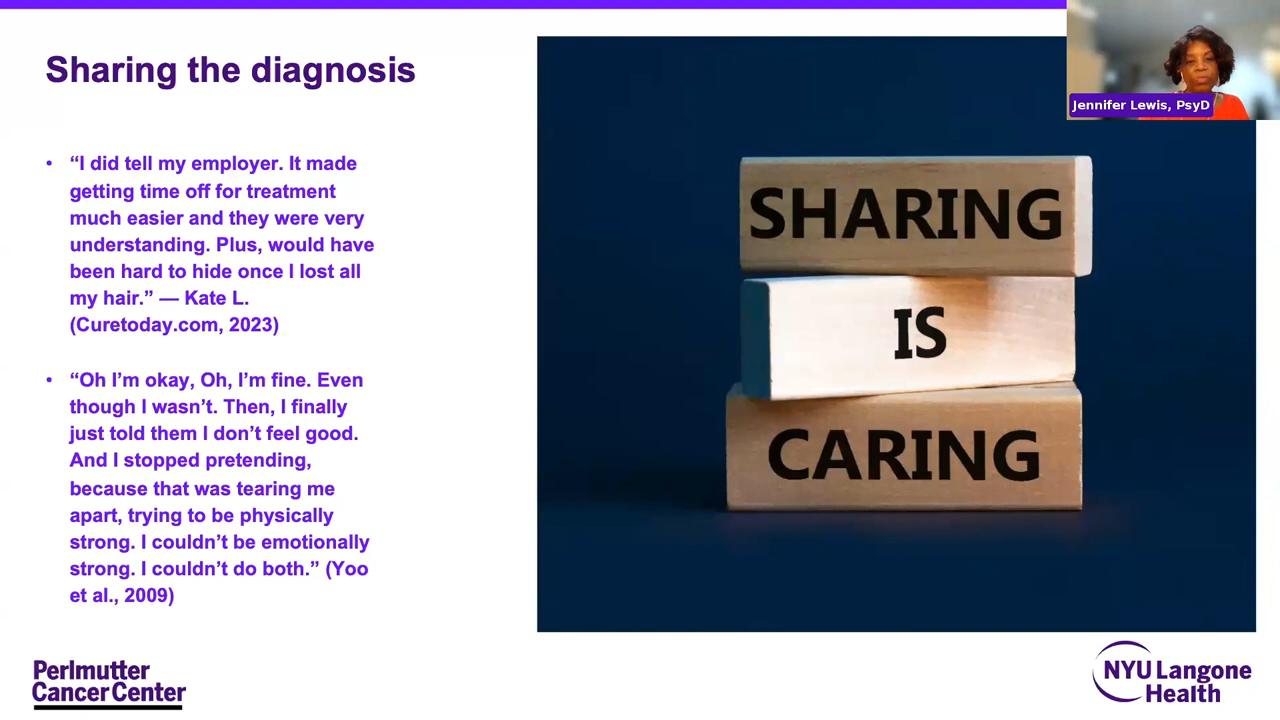 Sharing the diagnosis
• “I did tell my employer. It made
getting time off for treatment
much easier and they were very
understanding. Plus, would have
been hard to hide once I lost all
my hair.” — Kate L.
(Curetoday.com, 2023)
• “Oh I’m okay, Oh, I’m fine. Even
though I wasn’t. Then, I finally
just told them I don’t feel good.
And I stopped pretending,
because that was tearing me
apart, trying to be physically
strong. I couldn’t be emotionally
strong. I couldn’t do both.” (Yoo
et al., 2009)
SHARING
IS
CARING
Jennifer Lewis, PsyD
Perlmutter
Cancer Center
NYU Langone
Health